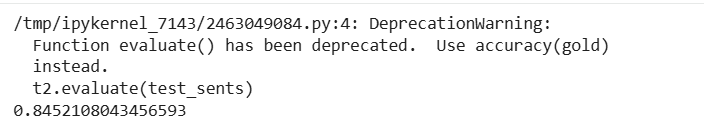 /tmp/ipykernel_7143/2463049084.py:4: DeprecationWarning:
  Function evaluate() has been deprecated.  Use accuracy(gold)
  instead.
  t2.evaluate(test_sents)
0.8452108043456593